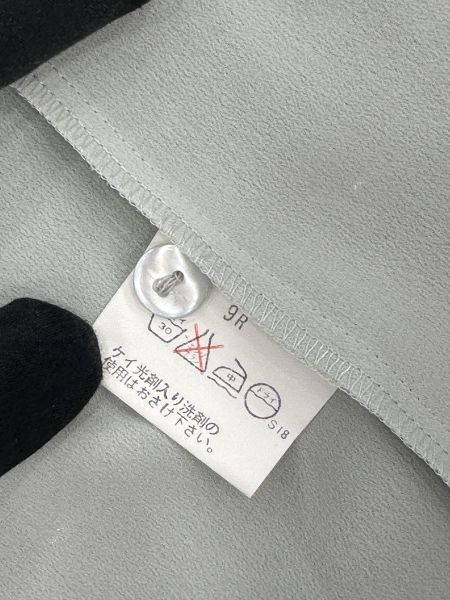 9R
30
中
ドライ
S18
ケイ光剤入り洗剤の
使用はおさけ下さい。